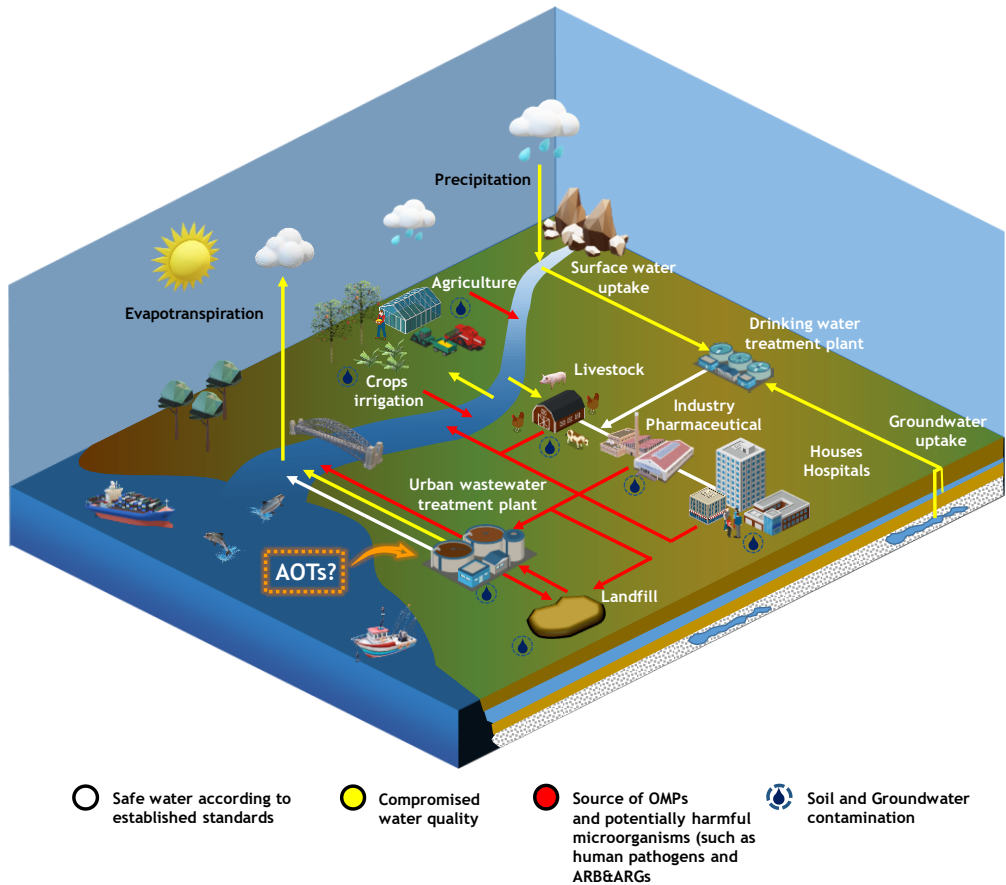 Precipitation
Surface water
uptake
Agriculture
Evapotranspiration
Drinking water
treatment plant
Livestock
Crops
irrigation
Industry
Pharmaceutical
Groundwater
uptake
Houses
Hospitals
Urban wastewater
treatment plant
AOTs?
Landfill
Safe water according to
established standards
Compromised
water quality
Source of OMPs
and potentially harmful
microorganisms (such as
human pathogens and
ARB&ARGs
Soil and Groundwater
contamination